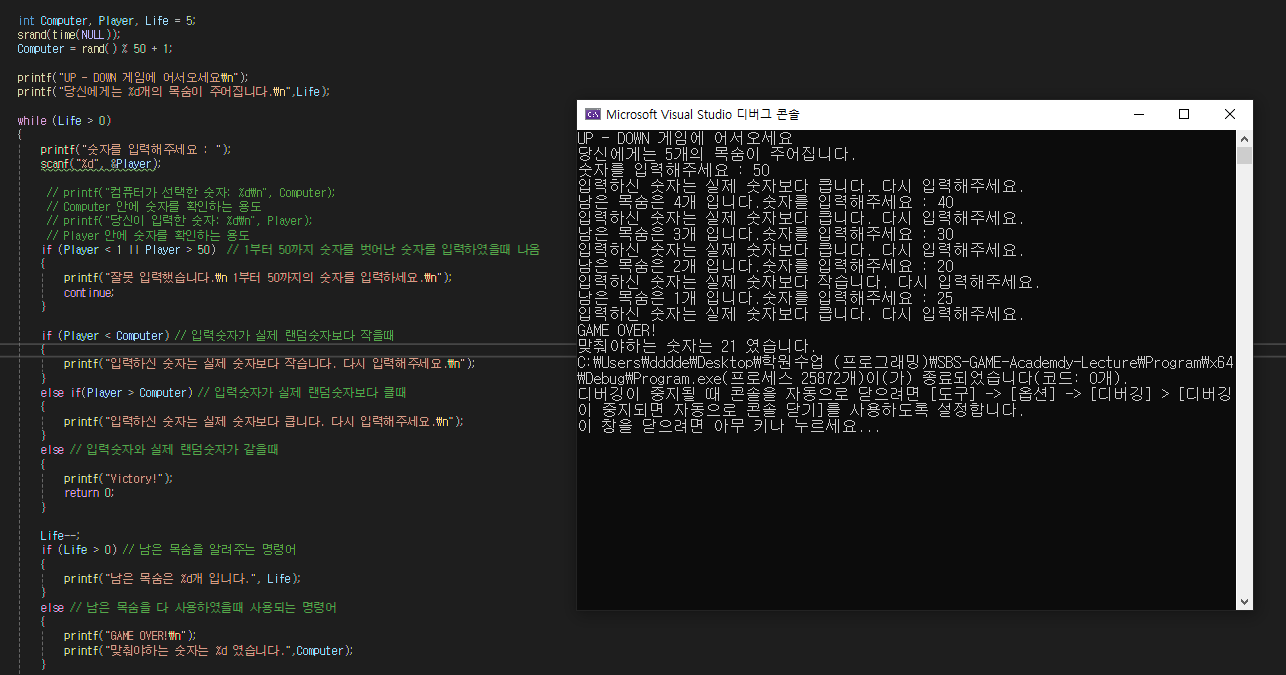 int Computer, Player, Life = 5;
srand(time(NULL));
Computer = rand() % 50 + 1;
printf("UP - DOWN 게임에 어서오세요₩n");
printf("당신에게는 %d개의 목숨이 주어집니다.₩n",Life);
while (Life > 0)
{
printf("숫자를 입력해주세요 : ");
scanf("%d", &Player);
// printf("컴퓨터가 선택한 숫자: %d₩n", Computer);
// Computer 안에 숫자를 확인하는 용도
// printf("당신이 입력한 숫자: %d₩n", Player);
// Player 안에 숫자를 확인하는 용도
if (Player < 1 || Player > 50) // 1부터 50까지 숫자를 벗어난 숫자를 입력하였을때 나옴
{
printf("잘못 입력했습니다.₩n 1부터 50까지의 숫자를 입력하세요.₩n");
continue;
}
if (Player < Computer) // 입력숫자가 실제 랜덤숫자보다 작을때
{
printf("입력하신 숫자는 실제 숫자보다 작습니다. 다시 입력해주세요.₩n");
}
else if(Player > Computer) // 입력숫자가 실제 랜덤숫자보다 클때
{
printf("입력하신 숫자는 실제 숫자보다 큽니다. 다시 입력해주세요.₩n");
}
else // 입력숫자와 실제 랜덤숫자가 같을때
{
printf("Victory!");
return 0;
}
Life--;
if (Life > 0) // 남은 목숨을 알려주는 명령어
{
printf("남은 목숨은 %d개 입니다.", Life);
}
else // 남은 목숨을 다 사용하였을때 사용되는 명령어
{
printf("GAME OVER!₩n");
printf("맞춰야하는 숫자는 %d 였습니다.",Computer);
}
Microsoft Visual Studio 디버그 콘솔
UP - DOWN 게임에 어서오세요
당신에게는 5개의 목숨이 주어집니다.
숫자를 입력해주세요 : 50
입력하신 숫자는 실제 숫자보다 큽니다. 다시 입력해주세요.
남은 목숨은 4개 입니다.숫자를 입력해주세요 : 40
입력하신 숫자는 실제 숫자보다 큽니다. 다시 입력해주세요.
남은 목숨은 3개 입니다.숫자를 입력해주세요 : 30
입력하신 숫자는 실제 숫자보다 큽니다. 다시 입력해주세요.
남은 목숨은 2개 입니다.숫자를 입력해주세요 : 20
입력하신 숫자는 실제 숫자보다 작습니다. 다시 입력해주세요.
남은 목숨은 1개 입니다.숫자를 입력해주세요 : 25
입력하신 숫자는 실제 숫자보다 큽니다. 다시 입력해주세요.
GAME OVER!
맞춰야하는 숫자는 21 였습니다.
C:₩Users₩dddde₩Desktop₩학원수업 (프로그래밍)₩SBS-GAME-Academdy-Lecture₩Program₩x64
₩Debug₩Program.exe(프로세스 25872개)이(가) 종료되었습니다(코드: 0개).
디버깅이 중지될 때 콘솔을 자동으로 닫으려면 [도구] -> [옵션] -> [디버깅] > [디버깅
이 중지되면 자동으로 콘솔 닫기]를 사용하도록 설정합니다.
이 창을 닫으려면 아무 키나 누르세요...